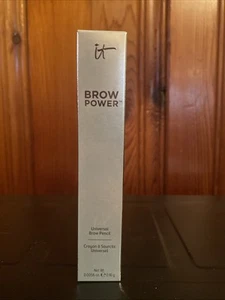 it
BROW
POWER™
Universal
Brow Pencil
Crayon à Sourcils
Universel